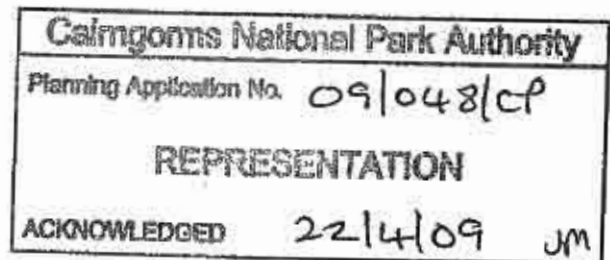 Cairngorms National Park Authority
Planning Application No. 09/048/CP
REPRESENTATION
ACKNOWLEDGED 22/4/09 JM